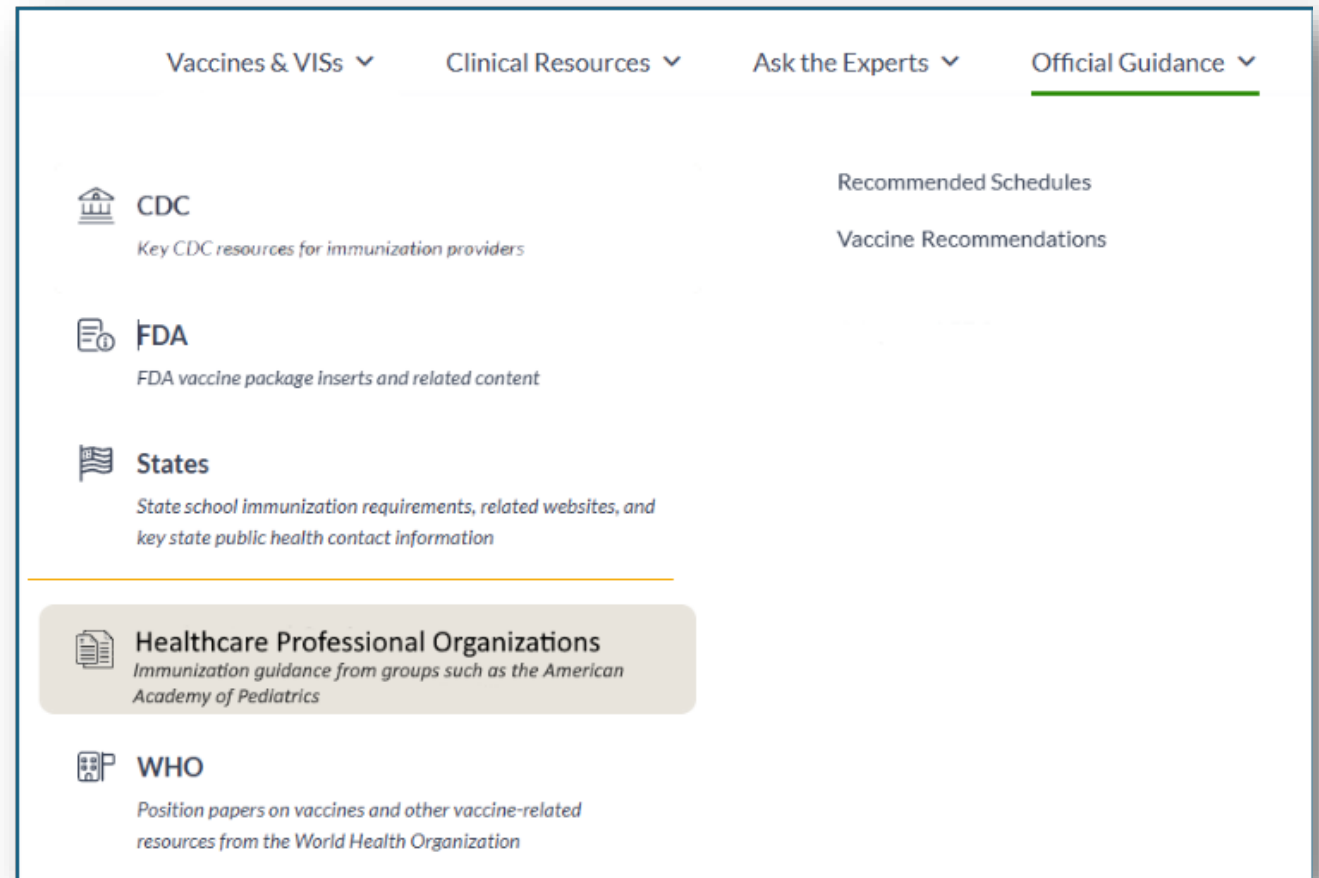 Vaccines & VISs
Clinical Resources
Ask the Experts
Official Guidance
CDC
Key CDC resources for immunization providers
FDA
FDA vaccine package inserts and related content
States
State school immunization requirements, related websites, and
key state public health contact information
Healthcare Professional Organizations
Immunization guidance from groups such as the American
Academy of Pediatrics
WHO
Position papers on vaccines and other vaccine-related
resources from the World Health Organization
Recommended Schedules
Vaccine Recommendations